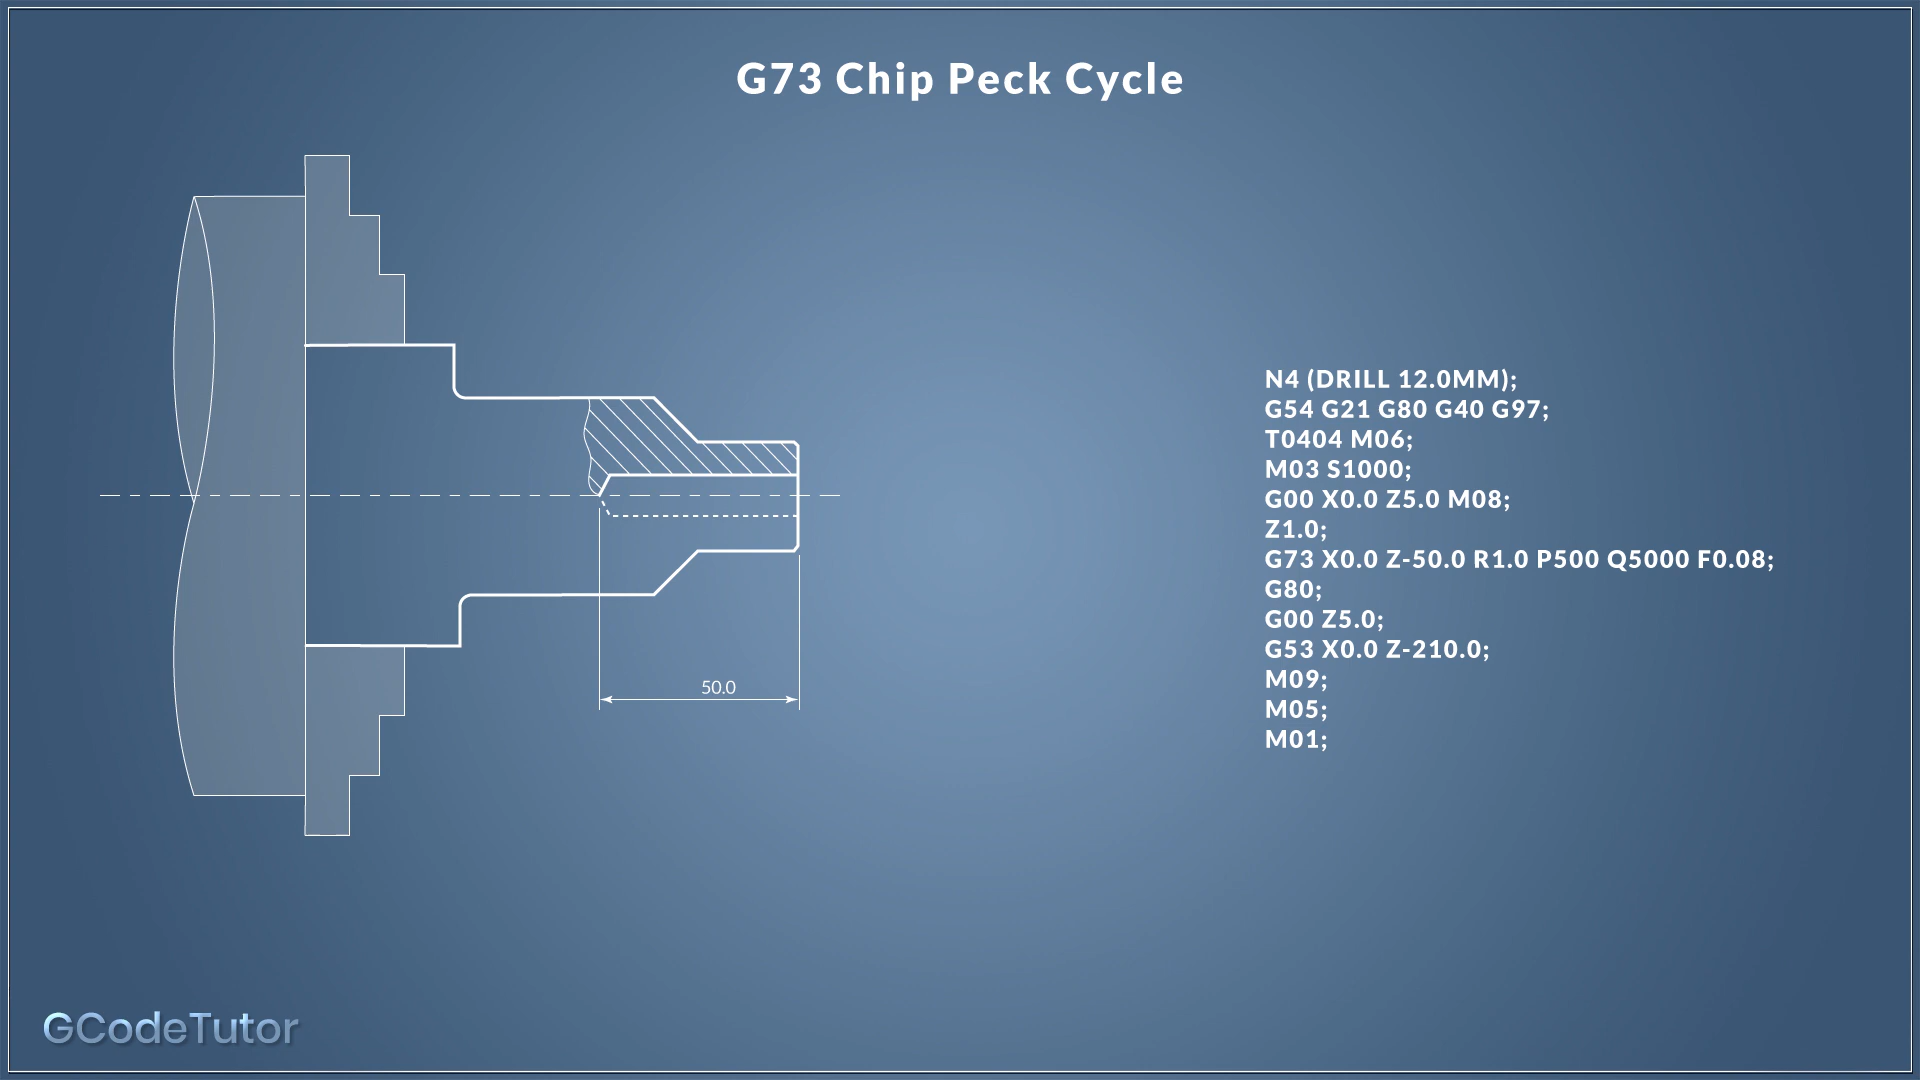 G73 Chip Peck Cycle
N4 (DRILL 12.0MM);
G54 G21 G80 G40 G97;
T0404 M06;
M03 S1000;
G00 X0.0 Z5.0 M08;
Z1.0;
G73 X0.0 Z-50.0 R1.0 P500 Q5000 F0.08;
G80;
G00 Z5.0;
G53 X0.0 Z-210.0;
M09;
M05;
M01;
50.0
GCodeTutor